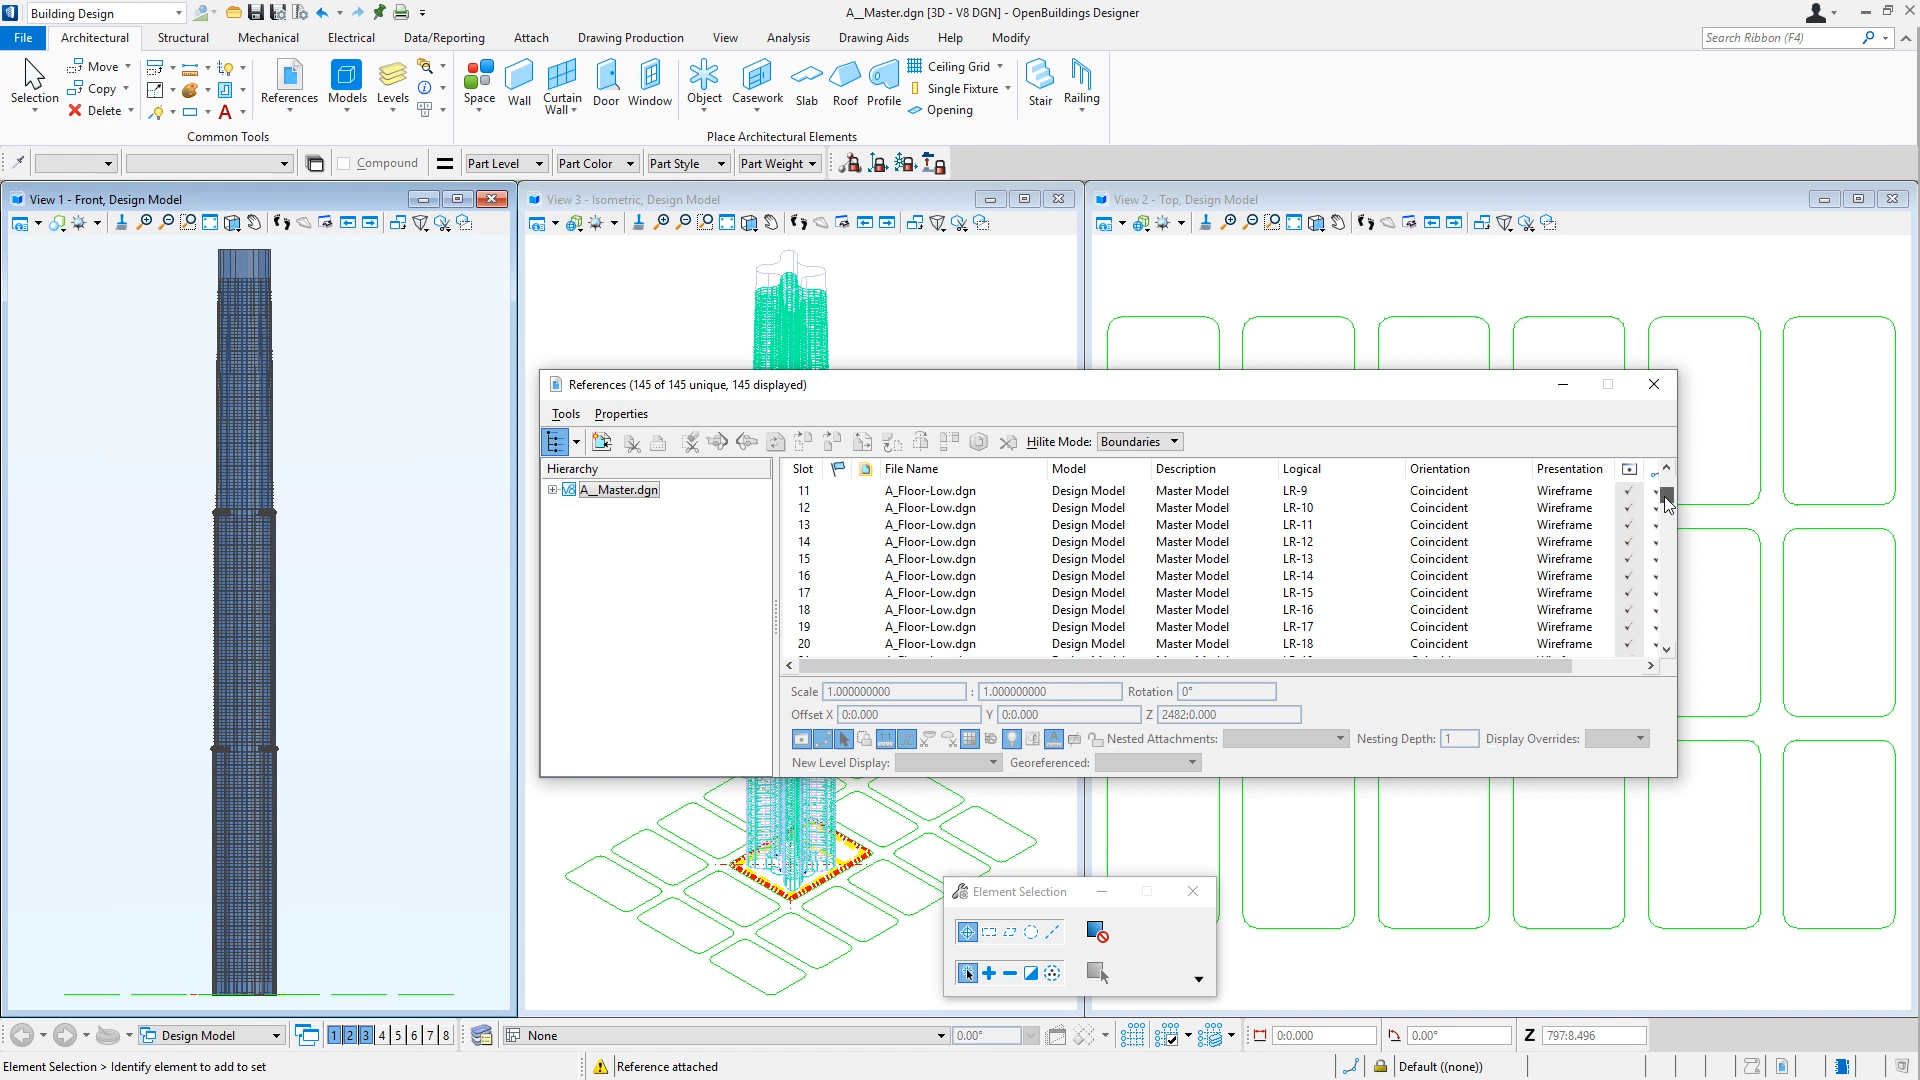 Building Design
A__Master.dgn [3D - V8 DGN] - OpenBuildings Designer
File Architectural Structural Mechanical Electrical Data/Reporting Attach Drawing Production View Analysis Drawing Aids Help Modify
Search Ribbon (F4)
Move
Copy
Delete
Selection
References Models Levels
Common Tools
Space Wall Curtain Wall Door Window Object Casework Slab Roof Profile
Ceiling Grid
Single Fixture
Opening
Stair Railing
Place Architectural Elements
Compound Part Level Part Color Part Style Part Weight
View 1 - Front, Design Model
View 3 - Isometric, Design Model
View 2 - Top, Design Model
References (145 of 145 unique, 145 displayed)
Tools Properties
Hilite Mode: Boundaries
Hierarchy
A__Master.dgn
Slot File Name Model Description Logical Orientation Presentation
11 A_Floor-Low.dgn Design Model Master Model LR-9 Coincident Wireframe
12 A_Floor-Low.dgn Design Model Master Model LR-10 Coincident Wireframe
13 A_Floor-Low.dgn Design Model Master Model LR-11 Coincident Wireframe
14 A_Floor-Low.dgn Design Model Master Model LR-12 Coincident Wireframe
15 A_Floor-Low.dgn Design Model Master Model LR-13 Coincident Wireframe
16 A_Floor-Low.dgn Design Model Master Model LR-14 Coincident Wireframe
17 A_Floor-Low.dgn Design Model Master Model LR-15 Coincident Wireframe
18 A_Floor-Low.dgn Design Model Master Model LR-16 Coincident Wireframe
19 A_Floor-Low.dgn Design Model Master Model LR-17 Coincident Wireframe
20 A_Floor-Low.dgn Design Model Master Model LR-18 Coincident Wireframe
Scale 1.000000000 : 1.000000000 Rotation 0°
Offset X 0:0.000 Y 0:0.000 Z 2482:0.000
Nested Attachments: Nesting Depth: 1 Display Overrides:
New Level Display: Georeferenced:
Element Selection
Design Model 1 2 3 4 5 6 7 8 None 0.00° 0:0.000 0.00° Z 797:8.496
Element Selection > Identify element to add to set
Reference attached
Default ((none))